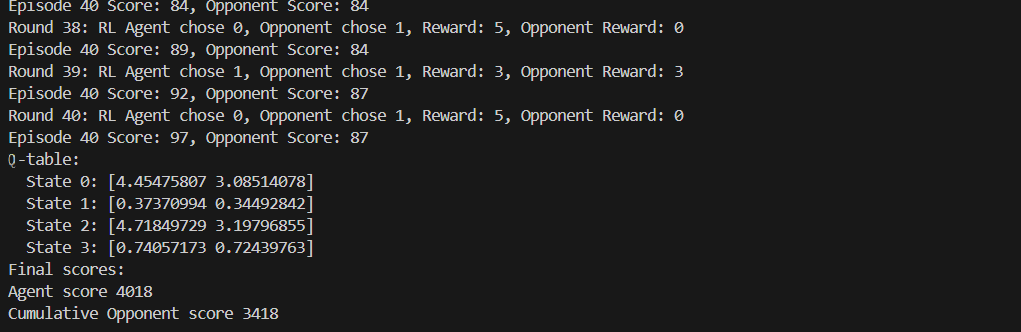 Episode 40 Score: 84, Opponent Score: 84
Round 38: RL Agent chose 0, Opponent chose 1, Reward: 5, Opponent Reward: 0
Episode 40 Score: 89, Opponent Score: 84
Round 39: RL Agent chose 1, Opponent chose 1, Reward: 3, Opponent Reward: 3
Episode 40 Score: 92, Opponent Score: 87
Round 40: RL Agent chose 0, Opponent chose 1, Reward: 5, Opponent Reward: 0
Episode 40 Score: 97, Opponent Score: 87
Q-table:
  State 0: [4.45475807 3.08514078]
  State 1: [0.37370994 0.34492842]
  State 2: [4.71849729 3.19796855]
  State 3: [0.74057173 0.72439763]
Final scores:
Agent score 4018
Cumulative Opponent score 3418